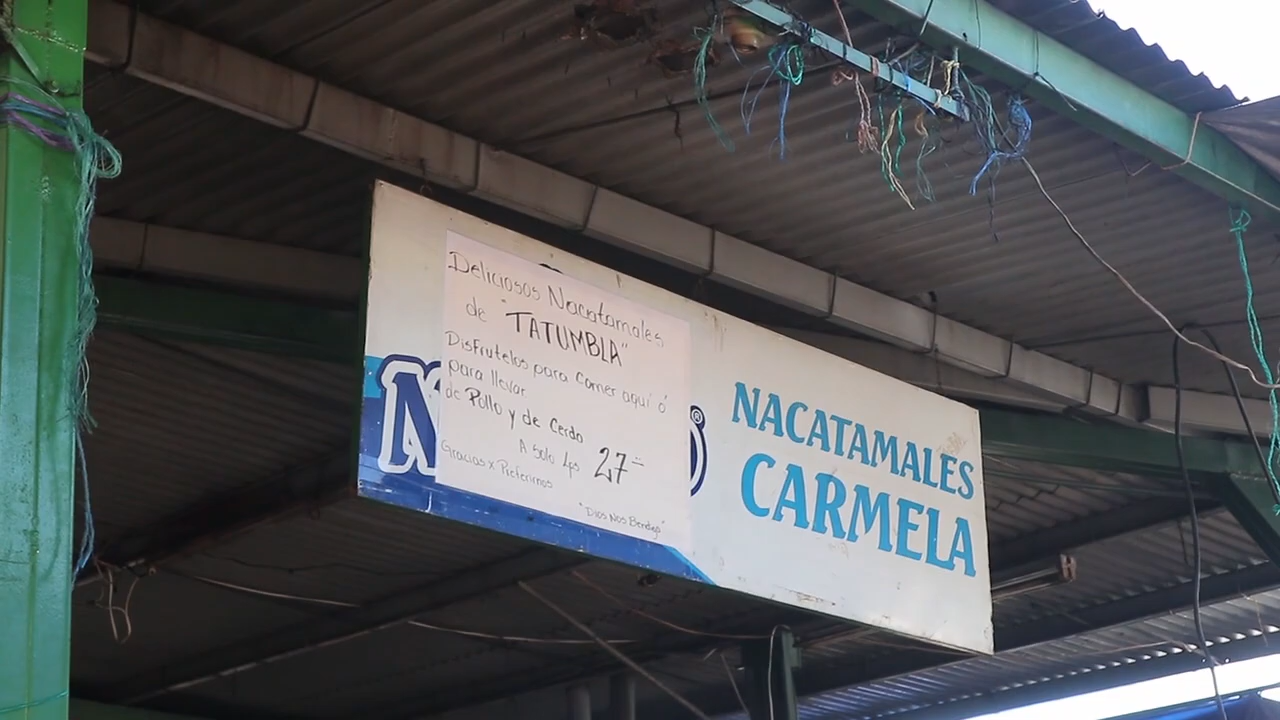 Deliciosos Nacatamales
de "TATUMBLA"
Disfrutelos para comer aquí ó
para llevar
de Pollo y de Cerdo
A Solo Lps 27=
Gracias x Preferirnos
"Dios Nos Bendiga"
N
®
NACATAMALES
CARMELA